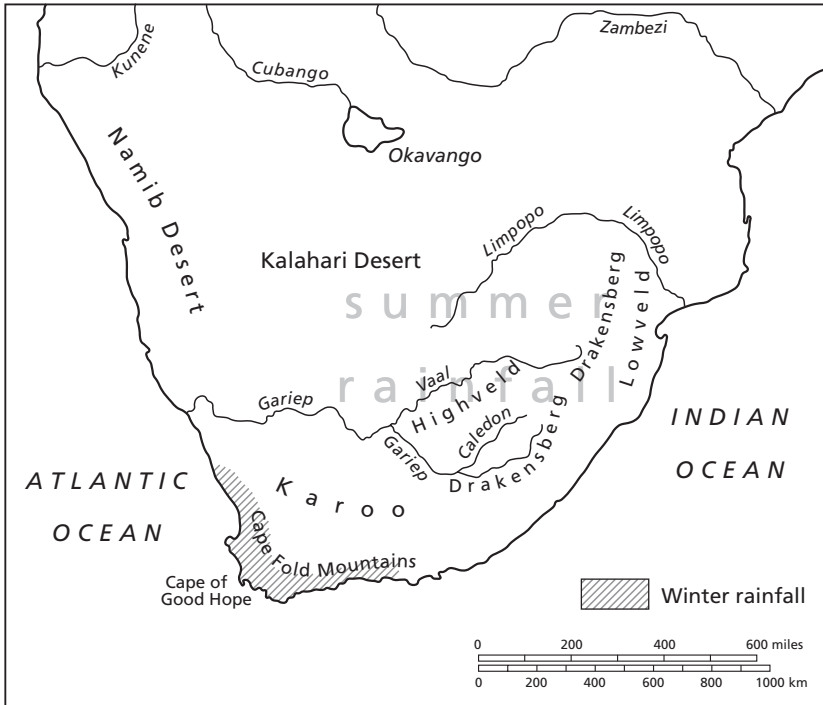 Zambezi
Kunene
Cubango
Okavango
Namib Desert
Limpopo
Limpopo
Kalahari Desert
summer
rainfall
Drakensberg
Lowveld
Vaal
Highveld
Gariep
Caledon
Gariep
Drakensberg
INDIAN
OCEAN
ATLANTIC
OCEAN
Karoo
Cape Fold Mountains
Cape of
Good Hope
Winter rainfall
0 200 400 600 miles
0 200 400 600 800 1000 km